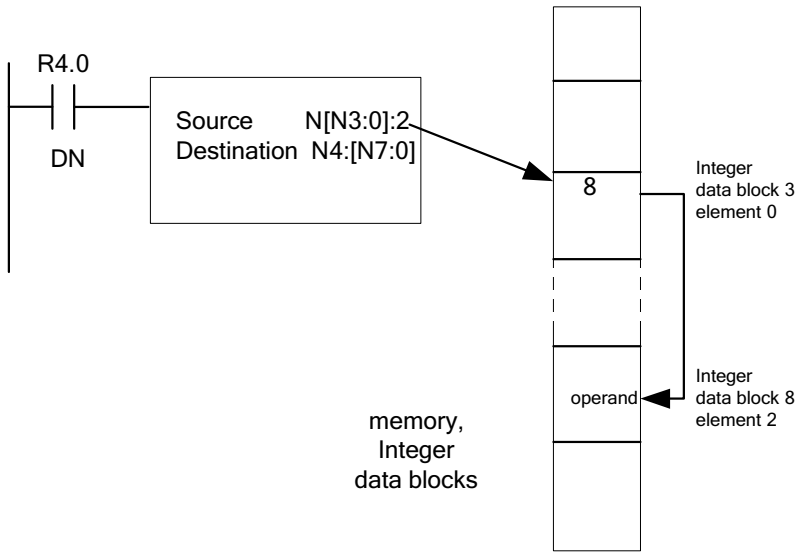 R4.0
DN
Source N[N3:0]:2
Destination N4:[N7:0]
8
Integer
data block 3
element 0
operand
Integer
data block 8
element 2
memory,
Integer
data blocks